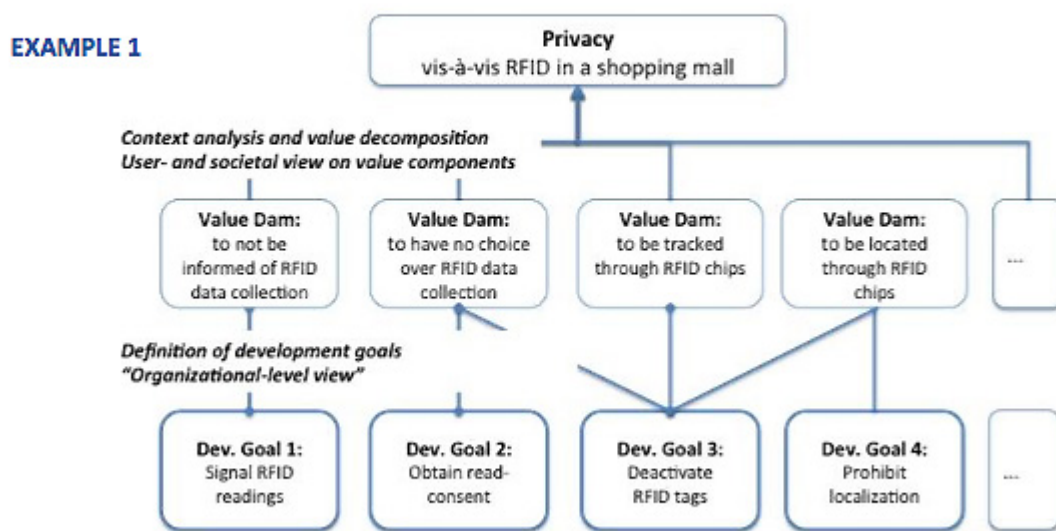 EXAMPLE 1
Privacy
vis-à-vis RFID in a shopping mall
Context analysis and value decomposition
User- and societal view on value components
Value Dam:
to not be
informed of RFID
data collection
Value Dam:
to have no choice
over RFID data
collection
Value Dam:
to be tracked
through RFID chips
Value Dam:
to be located
through RFID
chips
...
Definition of development goals
“Organizational-level view”
Dev. Goal 1:
Signal RFID
readings
Dev. Goal 2:
Obtain read-
consent
Dev. Goal 3:
Deactivate
RFID tags
Dev. Goal 4:
Prohibit
localization
...